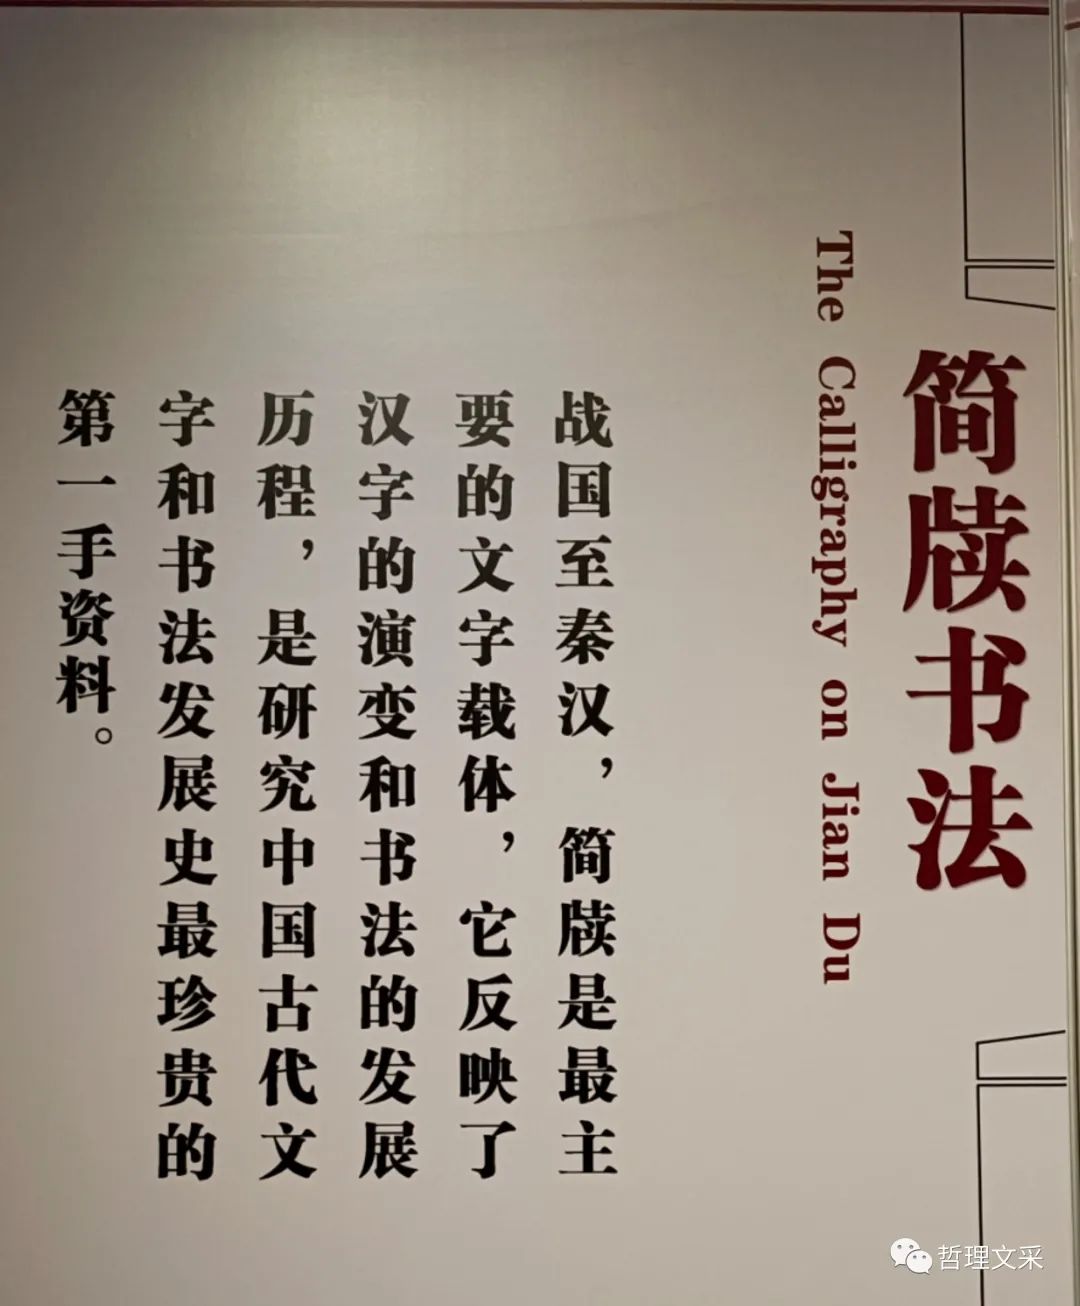 简牍书法
The Calligraphy on Jian Du
战国至秦汉，简牍是最主
要的文字载体，它反映了
汉字的演变和书法的发展
历程，是研究中国古代文
字和书法发展史最珍贵的
第一手资料。
哲理文采